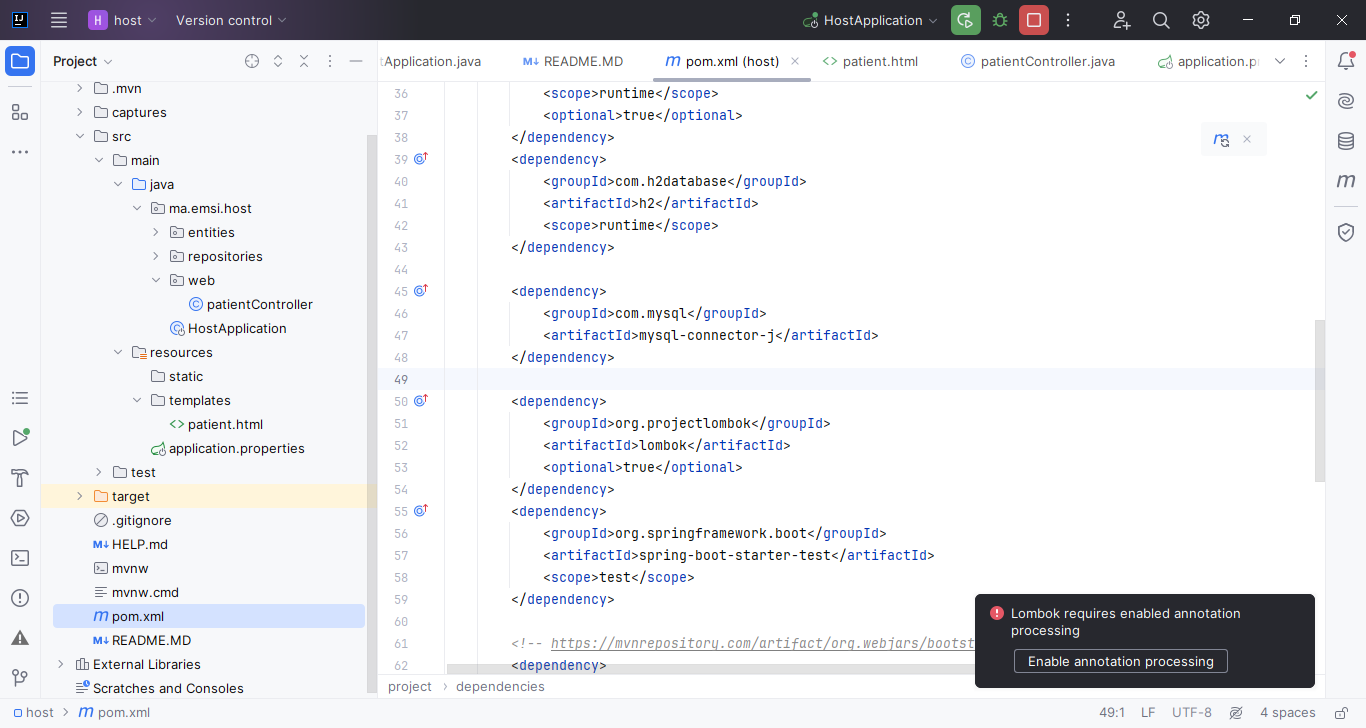 H host Version control HostApplication
Project
tApplication.java README.MD pom.xml (host) patient.html patientController.java application.p
.mvn
captures
src
main
java
ma.emsi.host
entities
repositories
web
patientController
HostApplication
resources
static
templates
patient.html
application.properties
test
target
.gitignore
HELP.md
mvnw
mvnw.cmd
pom.xml
README.MD
External Libraries
Scratches and Consoles
36 <scope>runtime</scope>
37 <optional>true</optional>
38 </dependency>
39 <dependency>
40 <groupId>com.h2database</groupId>
41 <artifactId>h2</artifactId>
42 <scope>runtime</scope>
43 </dependency>
44
45 <dependency>
46 <groupId>com.mysql</groupId>
47 <artifactId>mysql-connector-j</artifactId>
48 </dependency>
49
50 <dependency>
51 <groupId>org.projectlombok</groupId>
52 <artifactId>lombok</artifactId>
53 <optional>true</optional>
54 </dependency>
55 <dependency>
56 <groupId>org.springframework.boot</groupId>
57 <artifactId>spring-boot-starter-test</artifactId>
58 <scope>test</scope>
59 </dependency>
60
61 <!-- https://mvnrepository.com/artifact/org.webjars/bootst
62 <dependency>
Lombok requires enabled annotation
processing
Enable annotation processing
project › dependencies
host › pom.xml 49:1 LF UTF-8 4 spaces